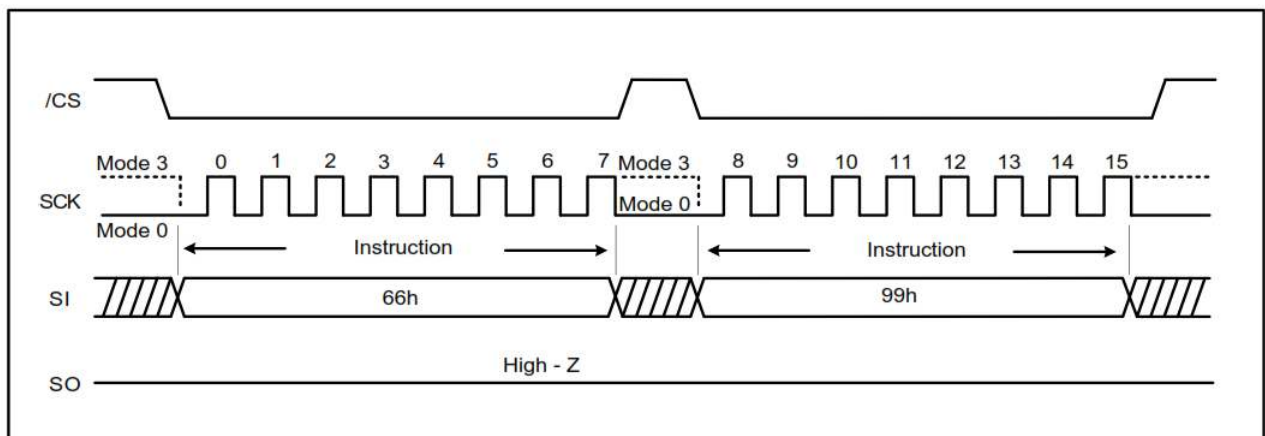 /CS
Mode 3 0 1 2 3 4 5 6 7 Mode 3 8 9 10 11 12 13 14 15
SCK
Mode 0
Mode 0
Instruction Instruction
SI 66h 99h
High - Z
SO